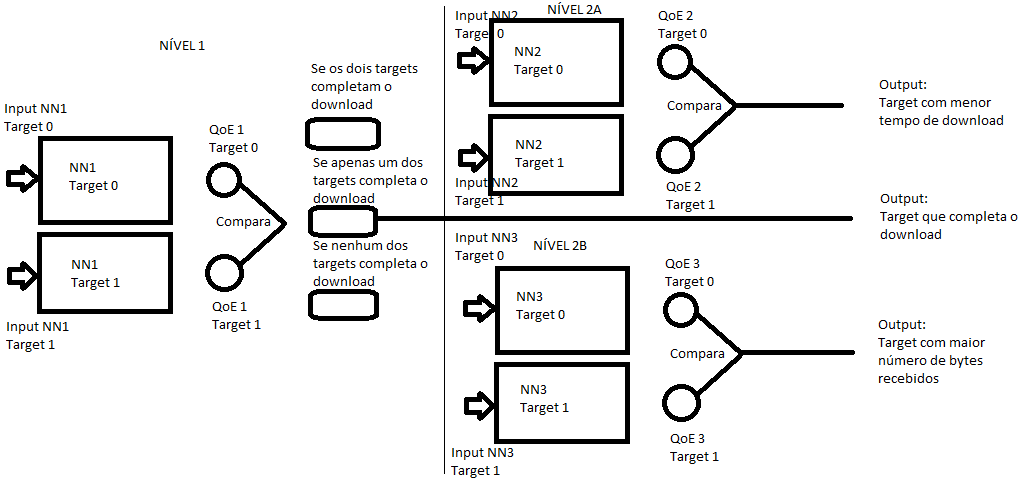 NÍVEL 1
Input NN1
Target 0
NN1
Target 0
QoE 1
Target 0
Compara
NN1
Target 1
QoE 1
Target 1
Input NN1
Target 1
Se os dois targets
completam o
download
Se apenas um dos
targets completa o
download
Se nenhum dos
targets completa o
download
NÍVEL 2A
Input NN2
Target 0
NN2
Target 0
QoE 2
Target 0
Compara
NN2
Target 1
Input NN2
Target 1
QoE 2
Target 1
Output:
Target com menor
tempo de download
Output:
Target que completa o
download
NÍVEL 2B
Input NN3
Target 0
NN3
Target 0
QoE 3
Target 0
Compara
NN3
Target 1
Input NN3
Target 1
QoE 3
Target 1
Output:
Target com maior
número de bytes
recebidos